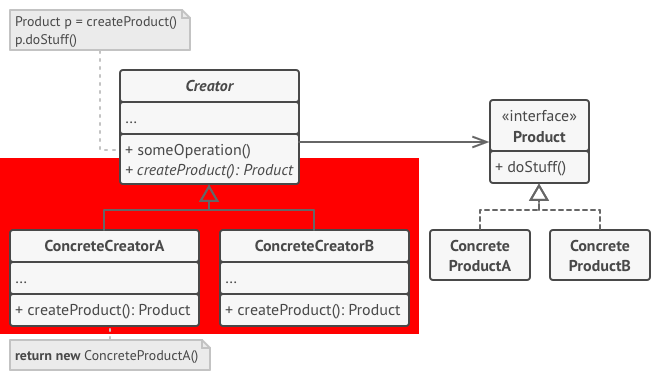 Product p = createProduct()
p.doStuff()
Creator
...
+ someOperation()
+ createProduct(): Product
«interface»
Product
+ doStuff()
ConcreteCreatorA
...
+ createProduct(): Product
ConcreteCreatorB
...
+ createProduct(): Product
Concrete
ProductA
Concrete
ProductB
return new ConcreteProductA()